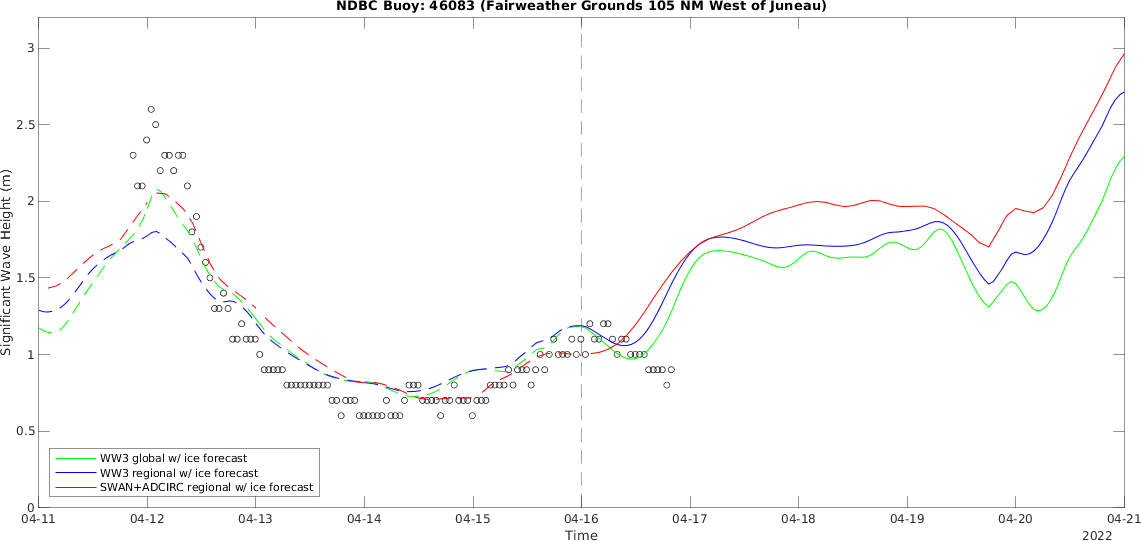 NDBC Buoy: 46083 (Fairweather Grounds 105 NM West of Juneau)
Significant Wave Height (m)
3
2.5
2
1.5
1
0.5
0
WW3 global w/ ice forecast
WW3 regional w/ ice forecast
SWAN+ADCIRC regional w/ ice forecast
04-11 04-12 04-13 04-14 04-15 04-16 04-17 04-18 04-19 04-20 04-21
Time
2022